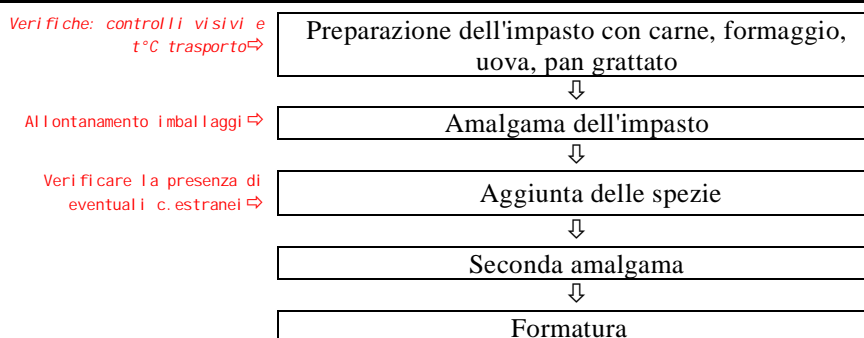 Verifiche: controlli visivi e
t°C trasporto⇨
Preparazione dell'impasto con carne, formaggio,
uova, pan grattato
⇩
Allontanamento imballaggi⇨
Amalgama dell'impasto
⇩
Verificare la presenza di
eventuali c.estranei⇨
Aggiunta delle spezie
⇩
Seconda amalgama
⇩
Formatura